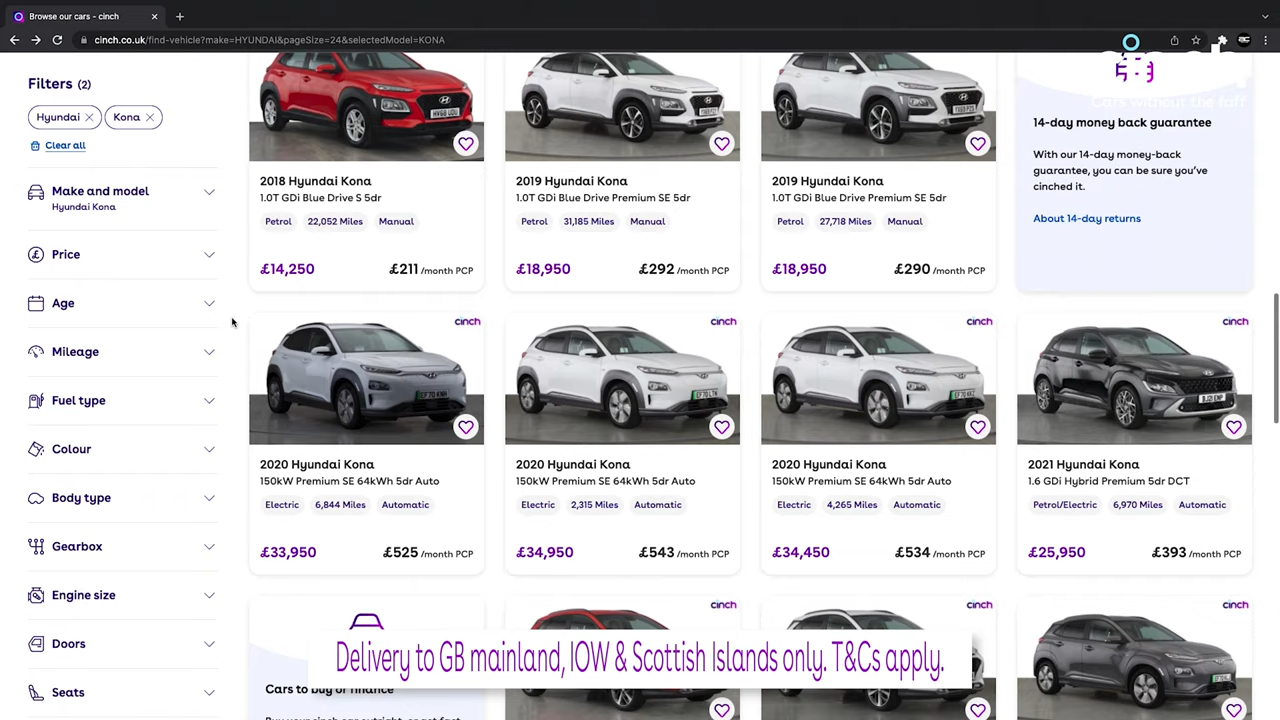 Browse our cars - cinch
cinch.co.uk/find-vehicle?make=HYUNDAI&pageSize=24&selectedModel=KONA
Filters (2)
Hyundai
Kona
Clear all
Make and model
Hyundai Kona
Price
Age
Mileage
Fuel type
Colour
Body type
Gearbox
Engine size
Doors
Seats
2018 Hyundai Kona
1.0T GDi Blue Drive S 5dr
Petrol 22,052 Miles Manual
£14,250 £211 /month PCP
2019 Hyundai Kona
1.0T GDi Blue Drive Premium SE 5dr
Petrol 31,185 Miles Manual
£18,950 £292 /month PCP
2019 Hyundai Kona
1.0T GDi Blue Drive Premium SE 5dr
Petrol 27,718 Miles Manual
£18,950 £290 /month PCP
Cars without the faff
14-day money back guarantee
With our 14-day money-back
guarantee, you can be sure you've
cinched it.
About 14-day returns
cinch
2020 Hyundai Kona
150kW Premium SE 64kWh 5dr Auto
Electric 6,844 Miles Automatic
£33,950 £525 /month PCP
cinch
2020 Hyundai Kona
150kW Premium SE 64kWh 5dr Auto
Electric 2,315 Miles Automatic
£34,950 £543 /month PCP
cinch
2020 Hyundai Kona
150kW Premium SE 64kWh 5dr Auto
Electric 4,265 Miles Automatic
£34,450 £534 /month PCP
cinch
2021 Hyundai Kona
1.6 GDi Hybrid Premium 5dr DCT
Petrol/Electric 6,970 Miles Automatic
£25,950 £393 /month PCP
cinch
cinch
cinch
Cars to buy or finance
Delivery to GB mainland, IOW & Scottish Islands only. T&Cs apply.